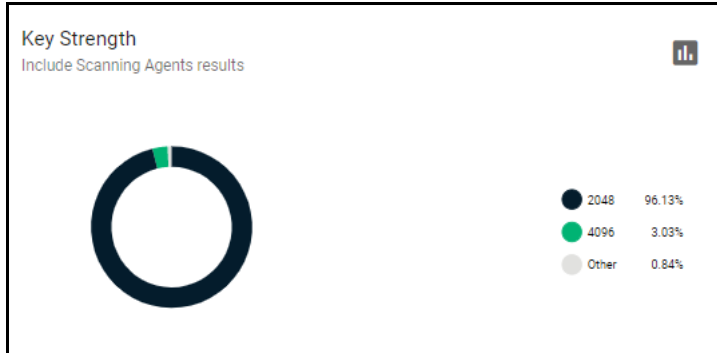 Key Strength
Include Scanning Agents results
2048 96.13%
4096 3.03%
Other 0.84%